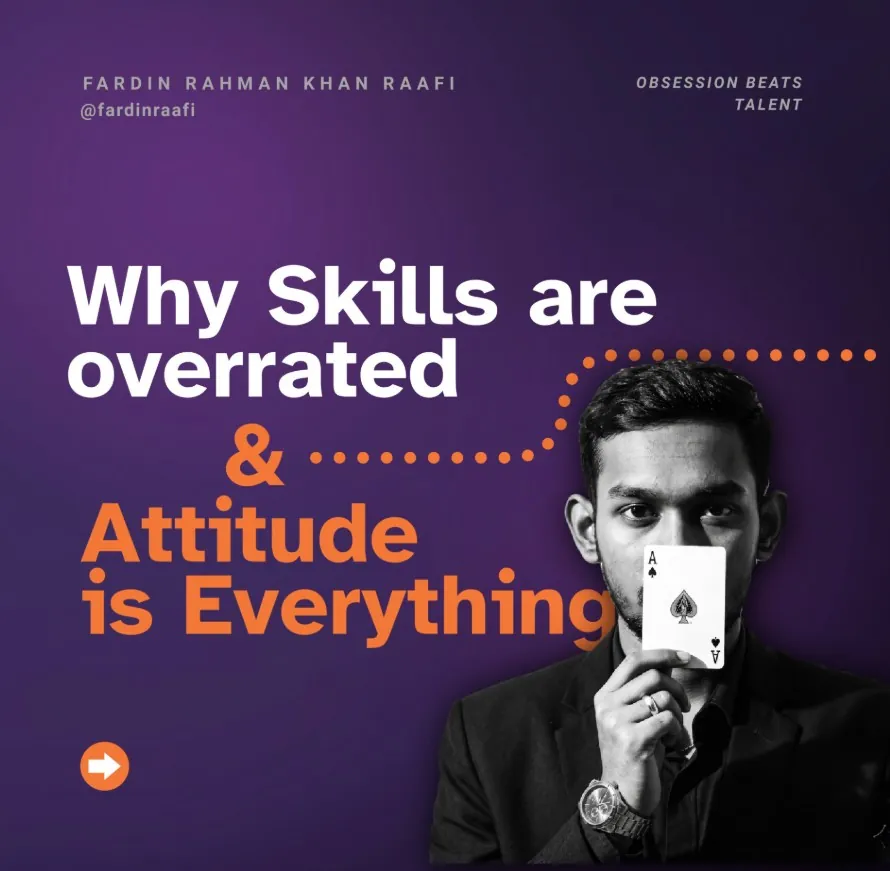 FARDIN RAHMAN KHAN RAAFI
@fardinraafi
OBSESSION BEATS
TALENT
Why Skills are
overrated
&
Attitude
is Everything
A
A